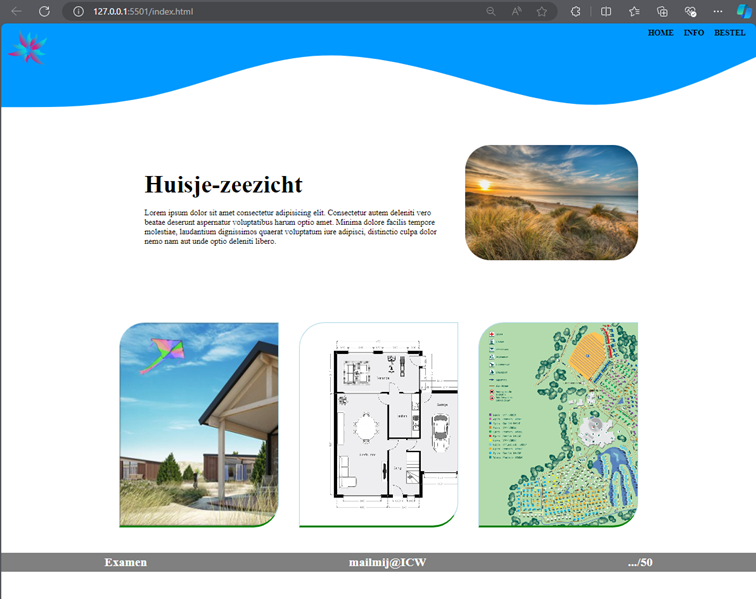 127.0.0.1:5501/index.html
HOME INFO BESTEL
Huisje-zeezicht
Lorem ipsum dolor sit amet consectetur adipisicing elit. Consectetur autem deleniti vero
beatae deserunt aspernatur voluptatibus harum optio amet. Minima dolore facilis tempore
molestiae, laudantium dignissimos quaerat voluptatum iure adipisci, distinctio culpa dolor
nemo nam aut unde optio deleniti libero.
Examen mailmij@ICW .../50